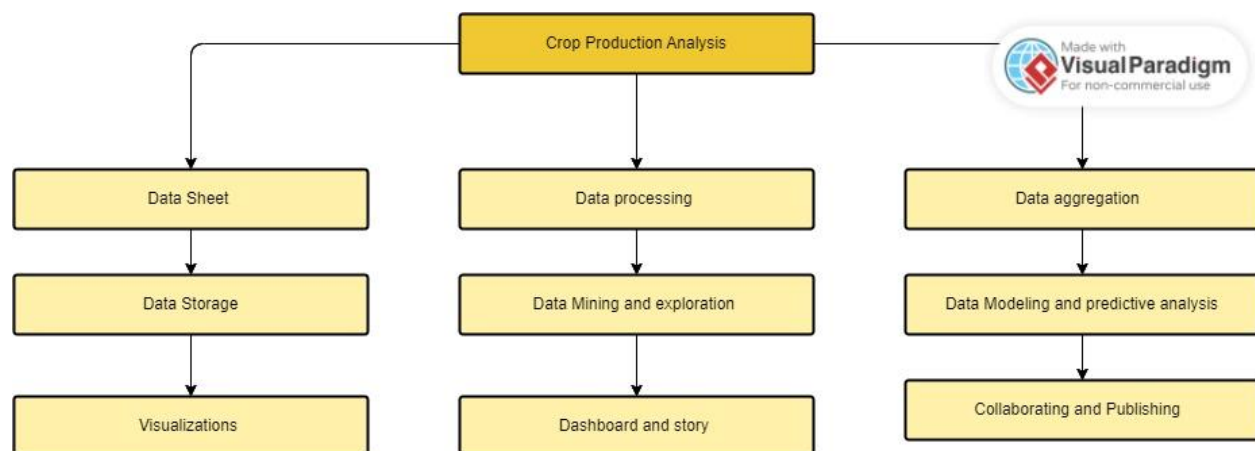 Crop Production Analysis
Made with
Visual Paradigm
For non-commercial use
Data Sheet
Data processing
Data aggregation
Data Storage
Data Mining and exploration
Data Modeling and predictive analysis
Visualizations
Dashboard and story
Collaborating and Publishing